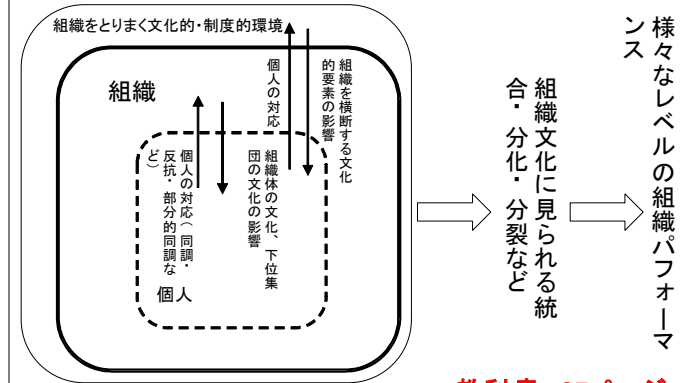 組織をとりまく文化的・制度的環境
組織
個人の対応
組織を横断する文化
的要素の影響
個人の対応（同調・
反抗・部分的同調な
ど）
組織体の文化、下位集
団の文化の影響
個人
組織文化に見られる統
合・分化・分裂など
様々なレベルの組織パフォーマ
ンス